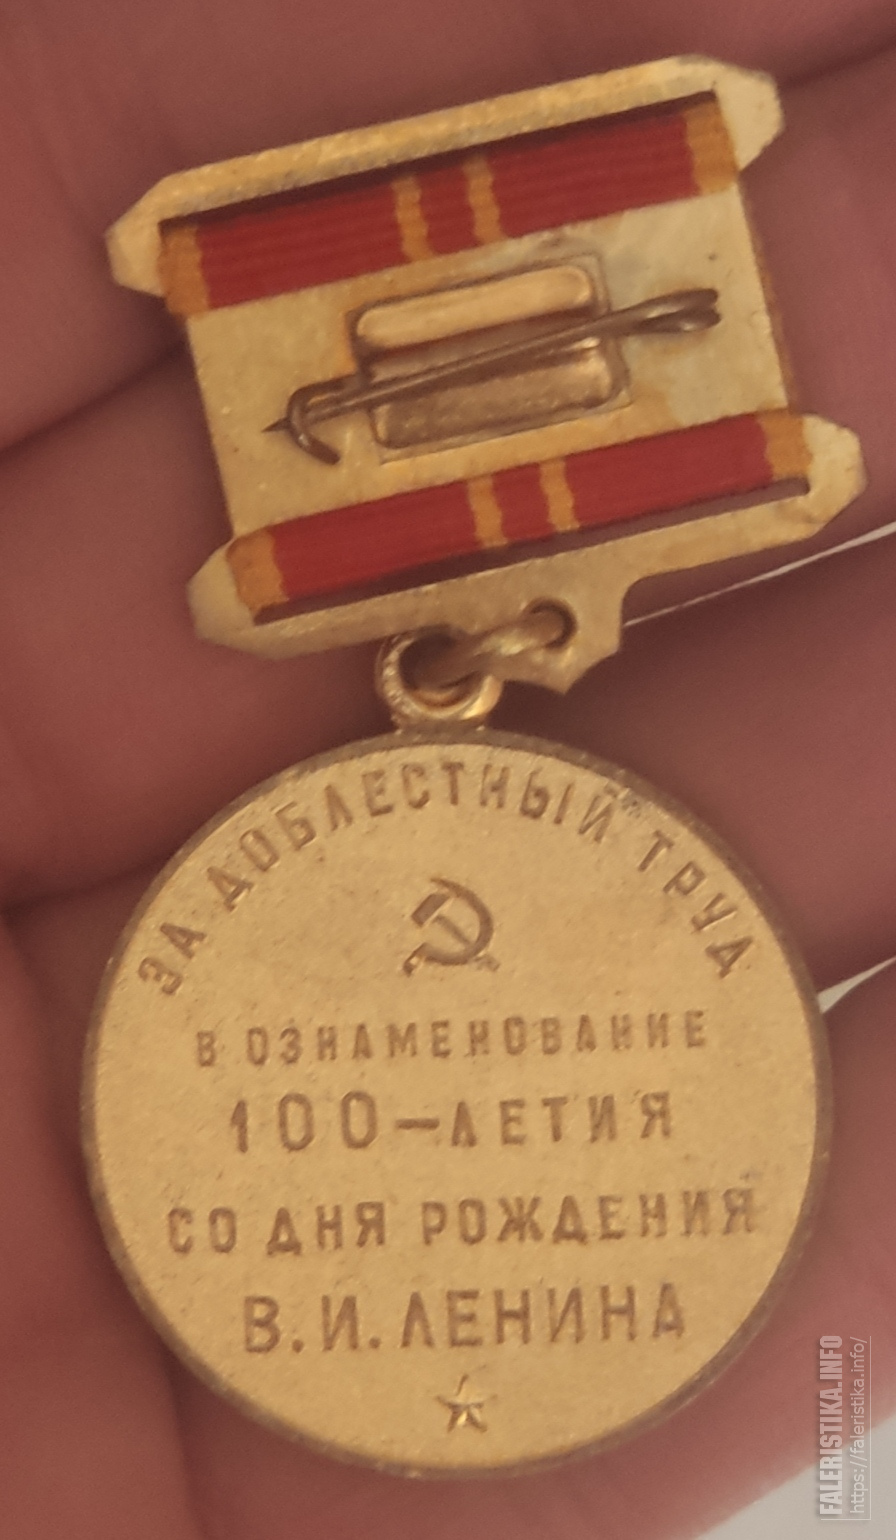 ЗА ДОБЛЕСТНЫЙ ТРУД
В ОЗНАМЕНОВАНИЕ
100-ЛЕТИЯ
СО ДНЯ РОЖДЕНИЯ
В.И.ЛЕНИНА
FALERISTIKA.INFO
https://faleristika.info/